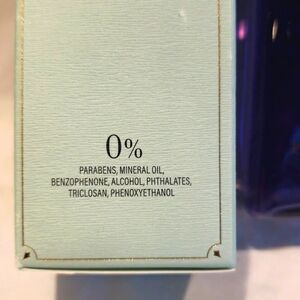 0%
PARABENS, MINERAL OIL,
BENZOPHENONE, ALCOHOL, PHTHALATES,
TRICLOSAN, PHENOXYETHANOL